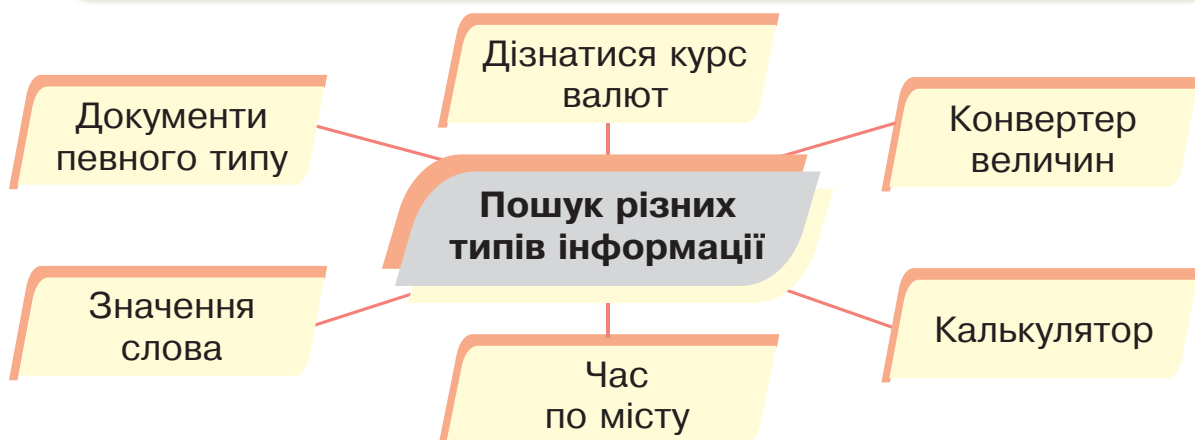 Дізнатися курс
валют
Документи
певного типу
Конвертер
величин
Пошук різних
типів інформації
Значення
слова
Калькулятор
Час
по місту